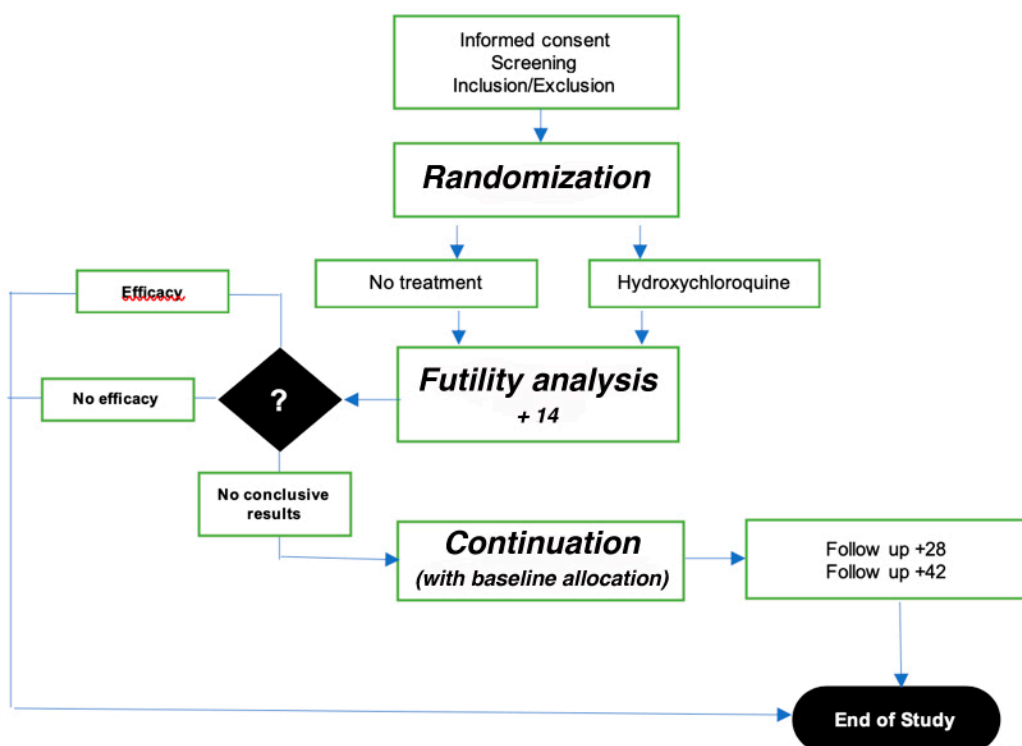 Informed consent
Screening
Inclusion/Exclusion
Randomization
No treatment
Hydroxychloroquine
Efficacy
Futility analysis
+ 14
?
No efficacy
No conclusive
results
Continuation
(with baseline allocation)
Follow up +28
Follow up +42
End of Study